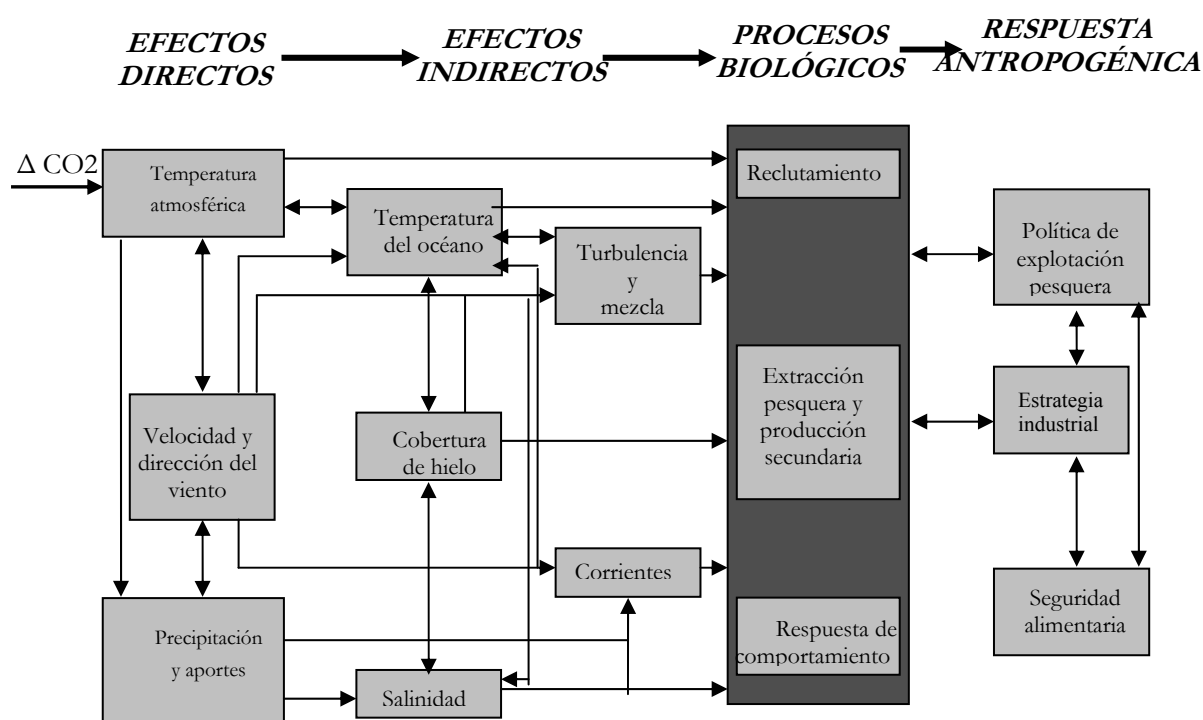 EFECTOS
DIRECTOS
EFECTOS
INDIRECTOS
PROCESOS
BIOLÓGICOS
RESPUESTA
ANTROPOGÉNICA
Δ CO2
Temperatura
atmosférica
Temperatura
del océano
Turbulencia
y
mezcla
Reclutamiento
Política de
explotación
pesquera
Velocidad y
dirección del
viento
Cobertura
de hielo
Extracción
pesquera y
producción
secundaria
Estrategia
industrial
Corrientes
Precipitación
y aportes
Salinidad
Respuesta de
comportamiento
Seguridad
alimentaria